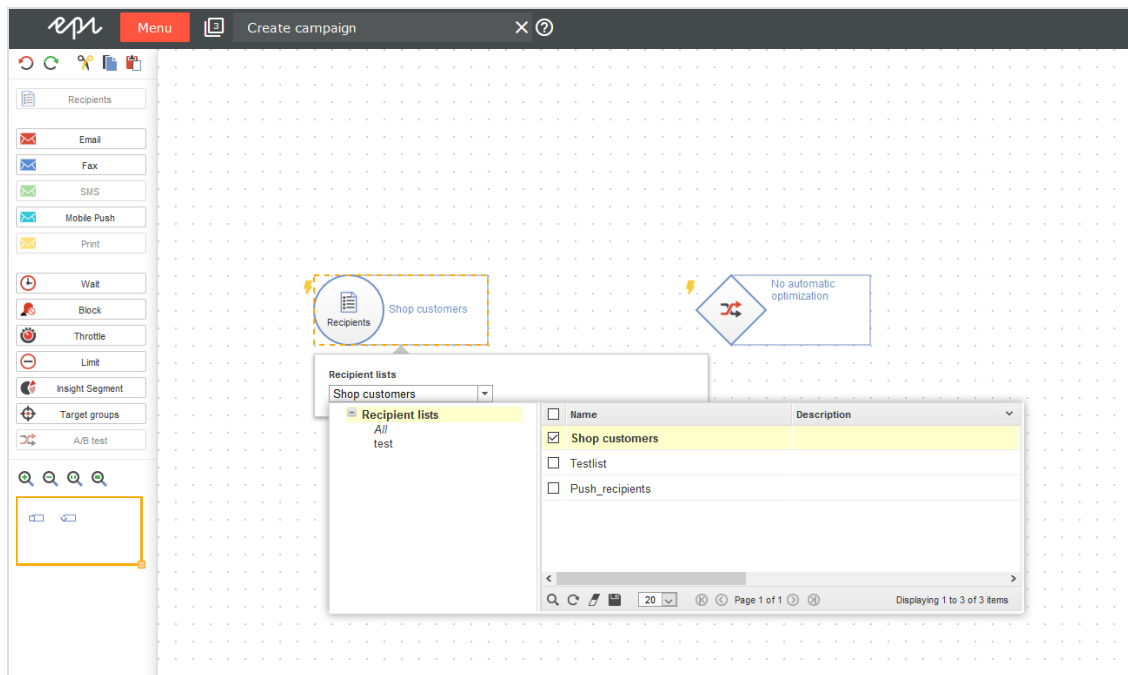 epi
Menu
3
Create campaign
Recipients
Email
Fax
SMS
Mobile Push
Print
Wait
Block
Throttle
Limit
Insight Segment
Target groups
A/B test
Recipients
Shop customers
No automatic
optimization
Recipient lists
Shop customers
Recipient lists
All
test
Name
Description
Shop customers
Testlist
Push_recipients
20
Page 1 of 1
Displaying 1 to 3 of 3 items